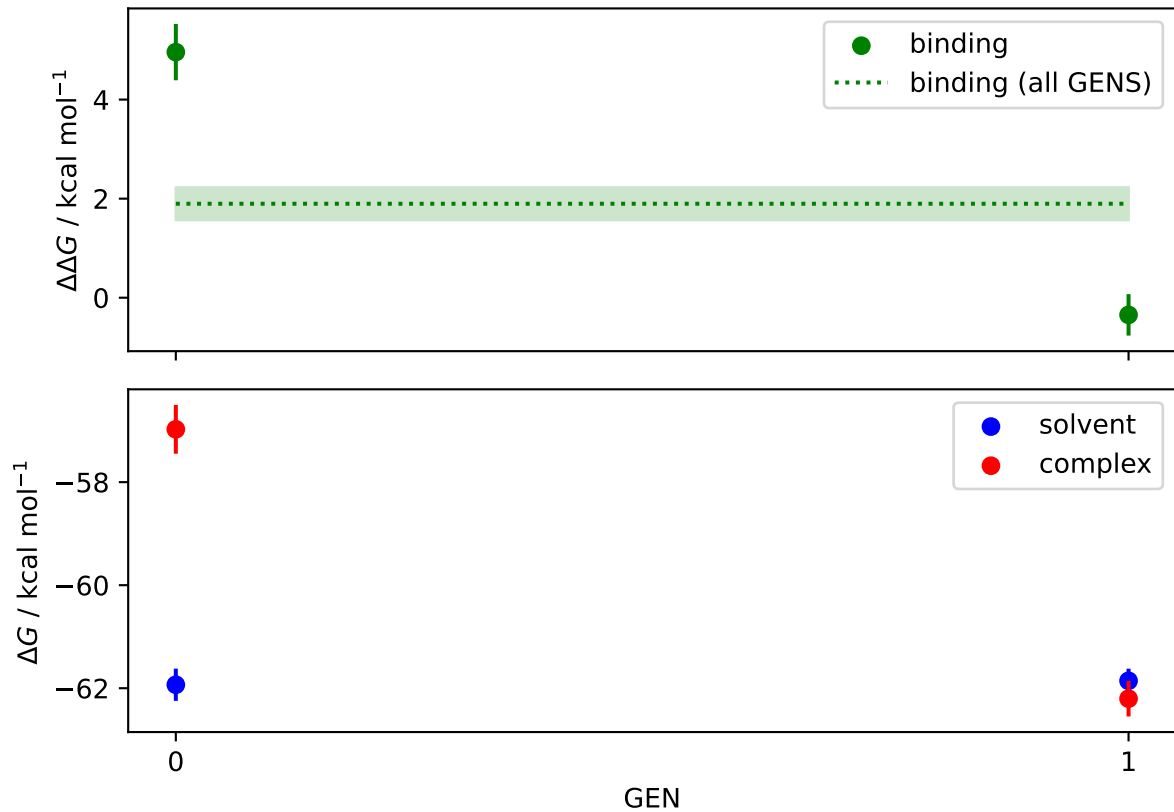 ΔΔG / kcal mol⁻¹
4
2
0
binding
binding (all GENS)
ΔG / kcal mol⁻¹
−58
−60
−62
solvent
complex
0
1
GEN